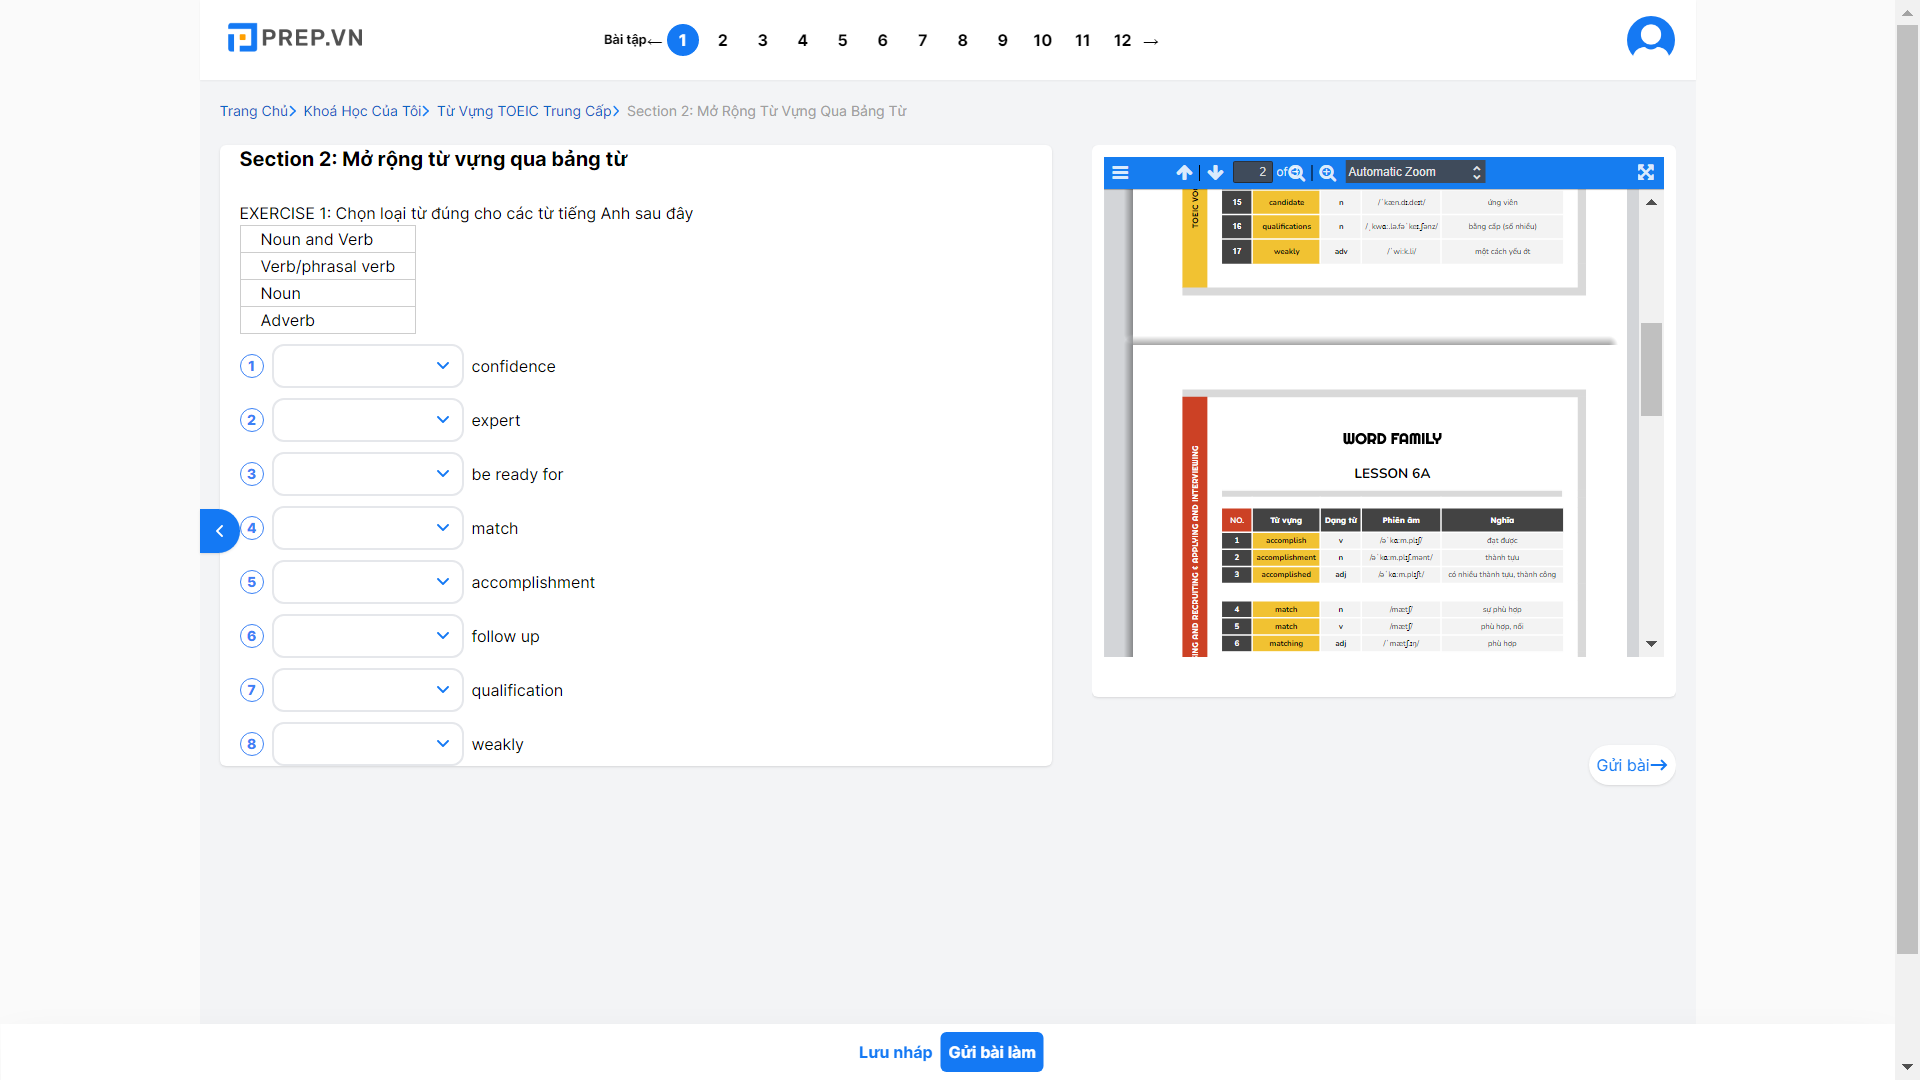 PREP.VN
Bài tập← 1 2 3 4 5 6 7 8 9 10 11 12 →
Trang Chủ> Khoá Học Của Tôi> Từ Vựng TOEIC Trung Cấp> Section 2: Mở Rộng Từ Vựng Qua Bảng Từ
Section 2: Mở rộng từ vựng qua bảng từ
EXERCISE 1: Chọn loại từ đúng cho các từ tiếng Anh sau đây
Noun and Verb
Verb/phrasal verb
Noun
Adverb
1 confidence
2 expert
3 be ready for
4 match
5 accomplishment
6 follow up
7 qualification
8 weakly
2 of Automatic Zoom
TOEIC VO
15 candidate n /ˈkæn.dɪ.deɪt/ ứng viên
16 qualifications n /ˌkwɑː.lə.fəˈkeɪ.ʃənz/ bằng cấp (số nhiều)
17 weakly adv /ˈwiːk.li/ một cách yếu ớt
ING AND RECRUITING & APPLYING AND INTERVIEWING
WORD FAMILY
LESSON 6A
NO. Từ vựng Dạng từ Phiên âm Nghĩa
1 accomplish v /əˈkɑːm.plɪʃ/ đạt được
2 accomplishment n /əˈkɑːm.plɪʃ.mənt/ thành tựu
3 accomplished adj /əˈkɑːm.plɪʃt/ có nhiều thành tựu, thành công
4 match n /mætʃ/ sự phù hợp
5 match v /mætʃ/ phù hợp, nối
6 matching adj /ˈmætʃɪŋ/ phù hợp
Gửi bài→
Lưu nháp Gửi bài làm